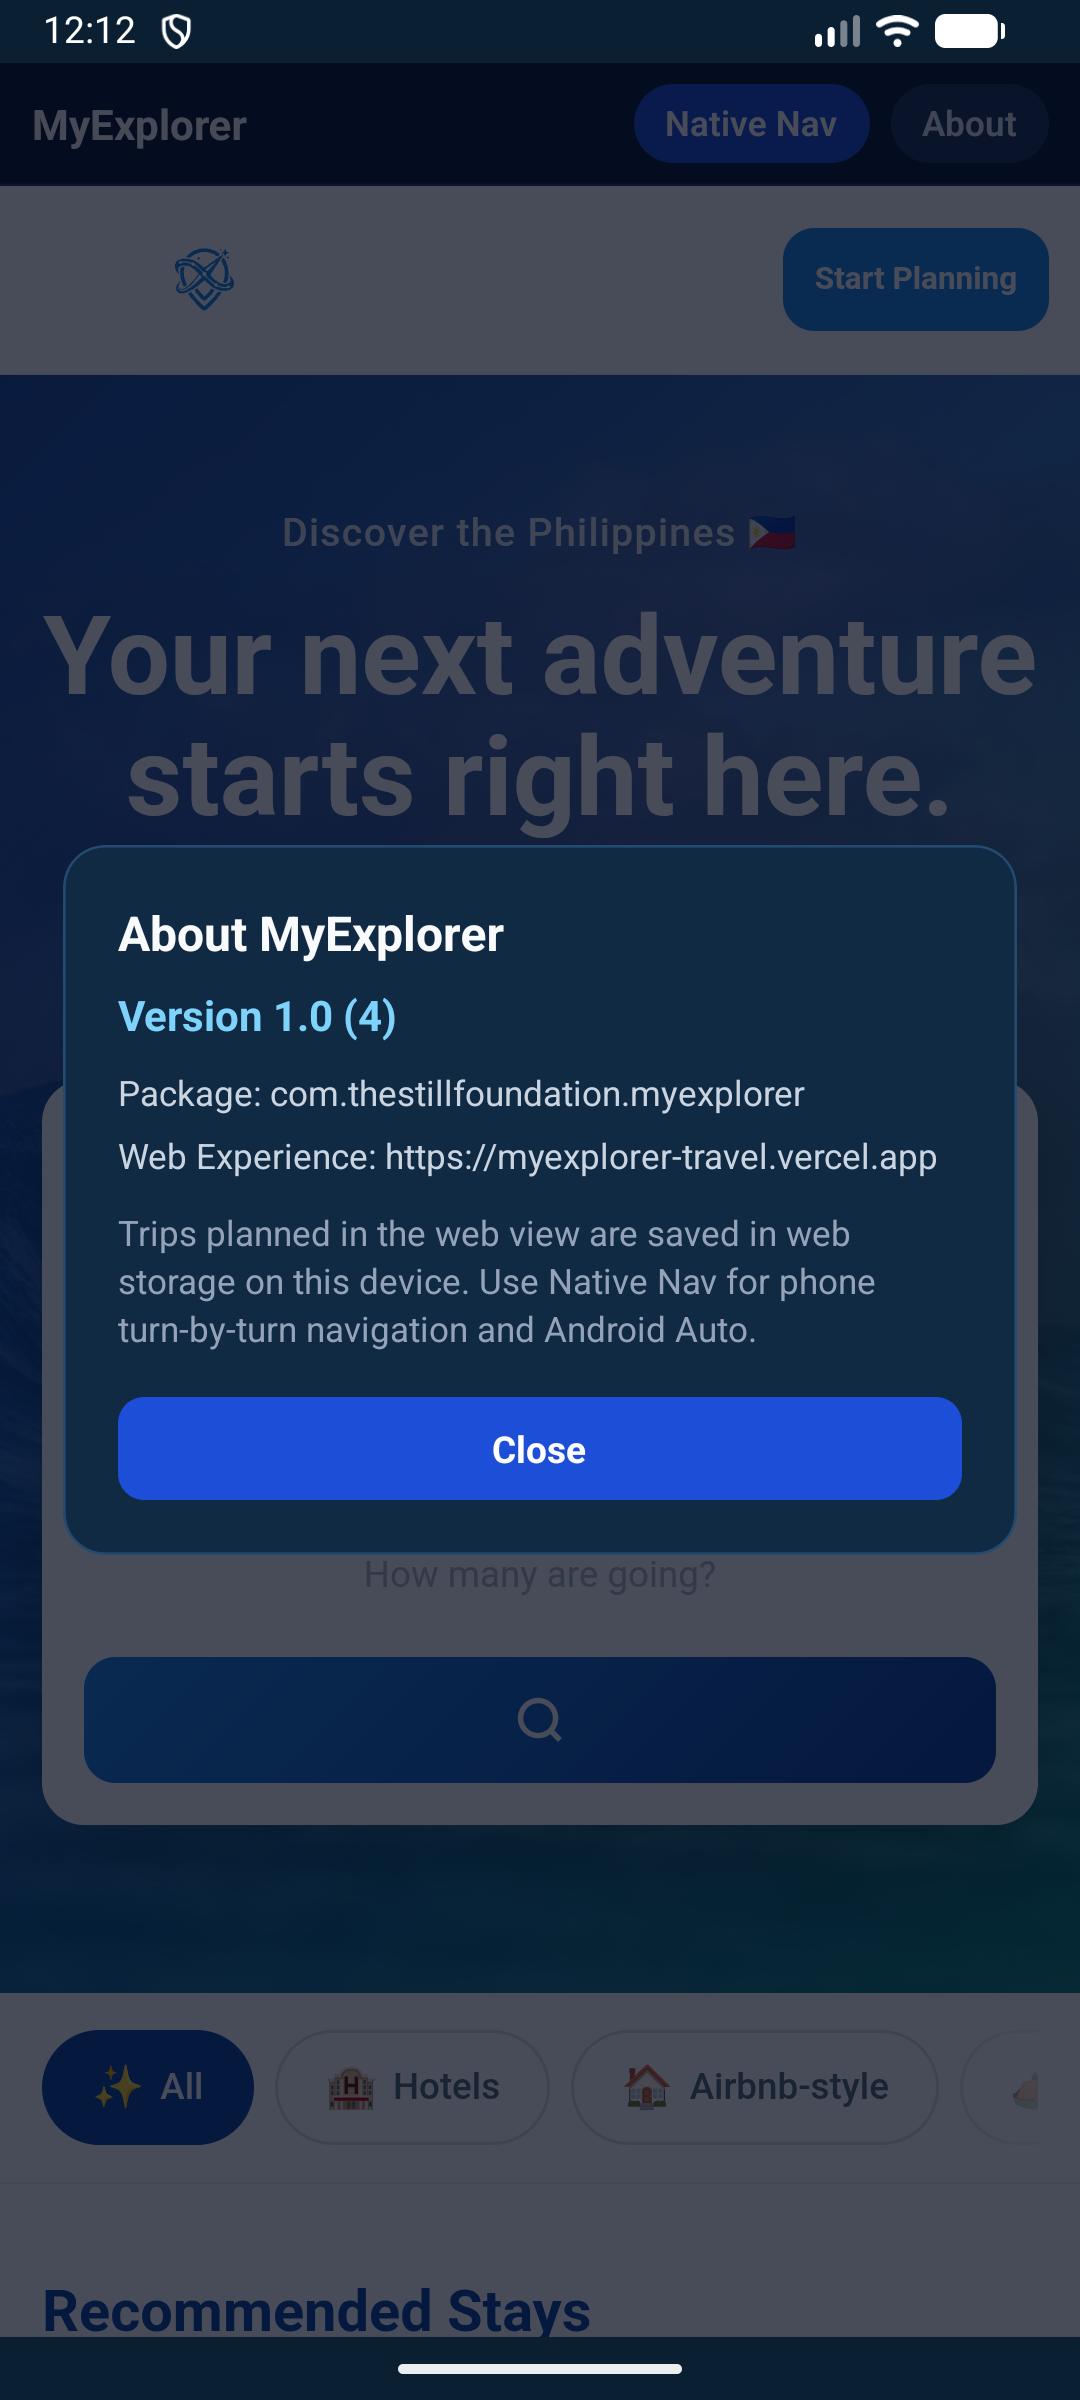 12:12
MyExplorer
Native Nav
About
Start Planning
Discover the Philippines 🇵🇭
Your next adventure
starts right here.
About MyExplorer
Version 1.0 (4)
Package: com.thestillfoundation.myexplorer
Web Experience: https://myexplorer-travel.vercel.app
Trips planned in the web view are saved in web
storage on this device. Use Native Nav for phone
turn-by-turn navigation and Android Auto.
Close
How many are going?
✨ All
🏨 Hotels
🏠 Airbnb-style
Recommended Stays